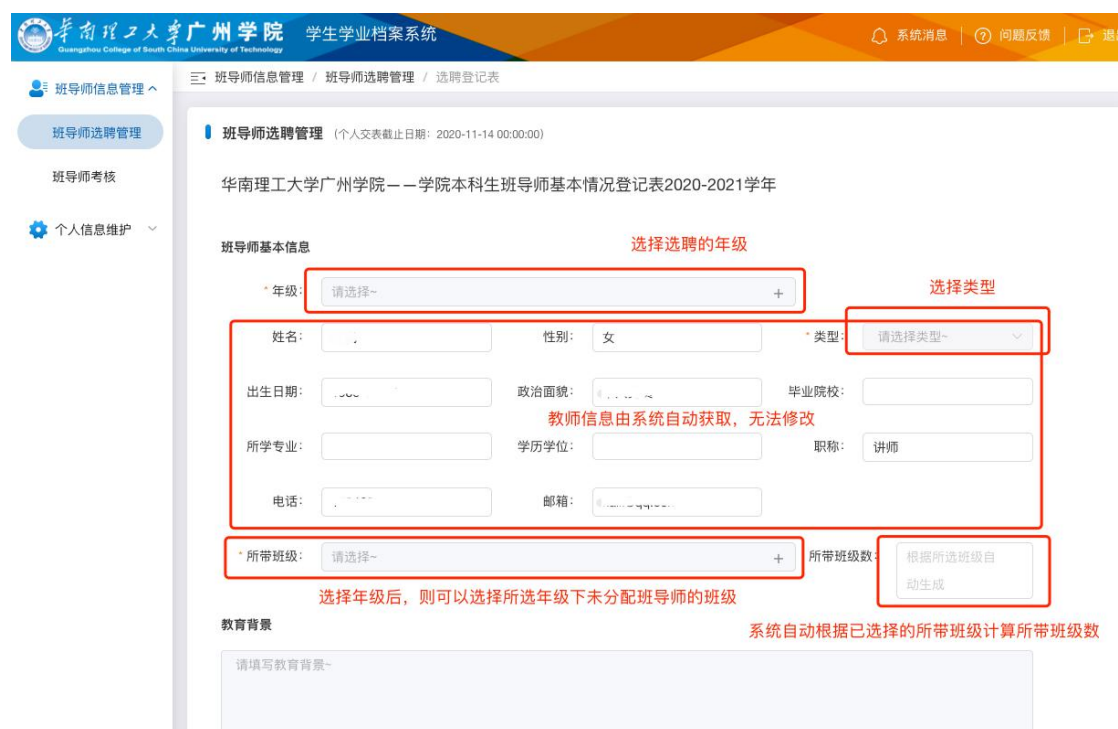 华南理工大学广州学院 学生学业档案系统 系统消息 问题反馈
Guangzhou College of South China University of Technology
班导师信息管理 班导师信息管理 / 班导师选聘管理 / 选聘登记表
班导师选聘管理 班导师选聘管理 (个人交表截止日期: 2020-11-14 00:00:00)
班导师考核
华南理工大学广州学院——学院本科生班导师基本情况登记表2020-2021学年
个人信息维护
班导师基本信息 选择选聘的年级
*年级: 请选择~ + 选择类型
姓名: 性别: 女 *类型: 请选择类型~
出生日期: 政治面貌: 毕业院校:
教师信息由系统自动获取，无法修改
所学专业: 学历学位: 职称: 讲师
电话: 邮箱:
*所带班级: 请选择~ + 所带班级数: 根据所选班级自
动生成
选择年级后，则可以选择所选年级下未分配班导师的班级
教育背景 系统自动根据已选择的所带班级计算所带班级数
请填写教育背景~